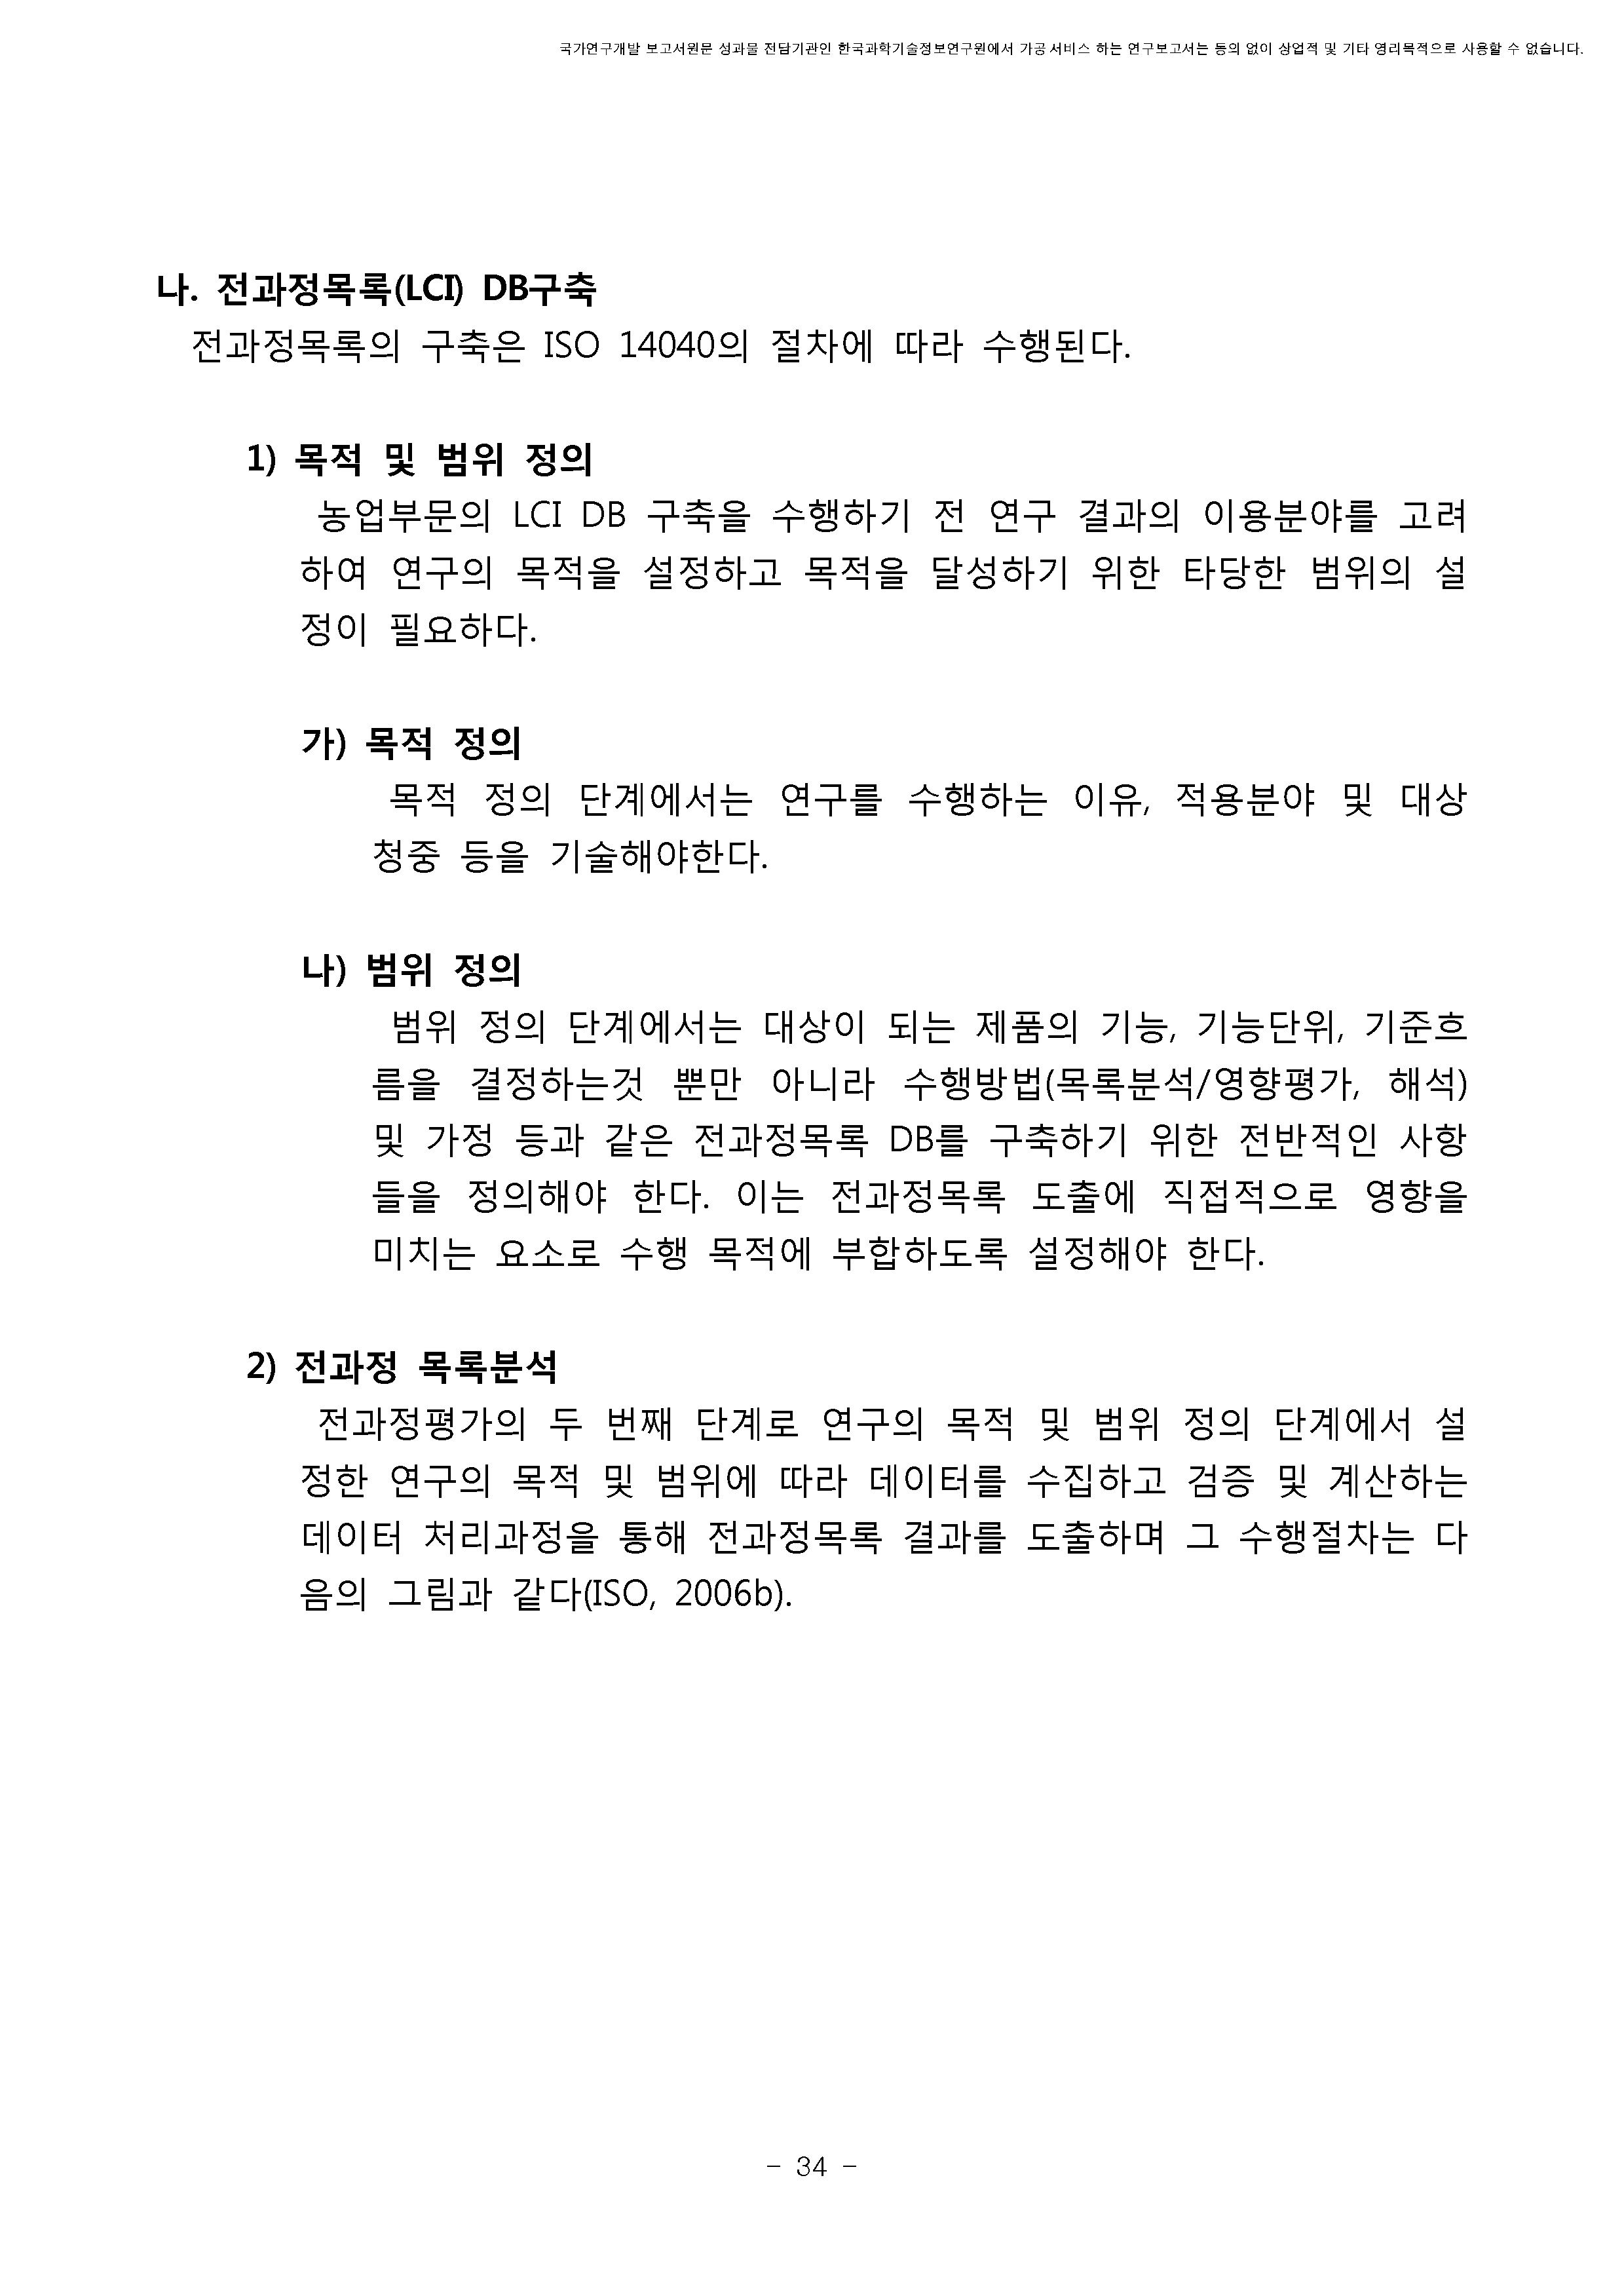 국가연구개발 보고서원문 성과물 전담기관인 한국과학기술정보연구원에서 가공·서비스 하는 연구보고서는 동의 없이 상업적 및 기타 영리목적으로 사용할 수 없습니다.
나. 전과정목록(LCI) DB구축
전과정목록의 구축은 ISO 14040의 절차에 따라 수행된다.
1) 목적 및 범위 정의
농업부문의 LCI DB 구축을 수행하기 전 연구 결과의 이용분야를 고려
하여 연구의 목적을 설정하고 목적을 달성하기 위한 타당한 범위의 설
정이 필요하다.
가) 목적 정의
목적 정의 단계에서는 연구를 수행하는 이유, 적용분야 및 대상
청중 등을 기술해야한다.
나) 범위 정의
범위 정의 단계에서는 대상이 되는 제품의 기능, 기능단위, 기준흐
름을 결정하는것 뿐만 아니라 수행방법(목록분석/영향평가, 해석)
및 가정 등과 같은 전과정목록 DB를 구축하기 위한 전반적인 사항
들을 정의해야 한다. 이는 전과정목록 도출에 직접적으로 영향을
미치는 요소로 수행 목적에 부합하도록 설정해야 한다.
2) 전과정 목록분석
전과정평가의 두 번째 단계로 연구의 목적 및 범위 정의 단계에서 설
정한 연구의 목적 및 범위에 따라 데이터를 수집하고 검증 및 계산하는
데이터 처리과정을 통해 전과정목록 결과를 도출하며 그 수행절차는 다
음의 그림과 같다(ISO, 2006b).
- 34 -